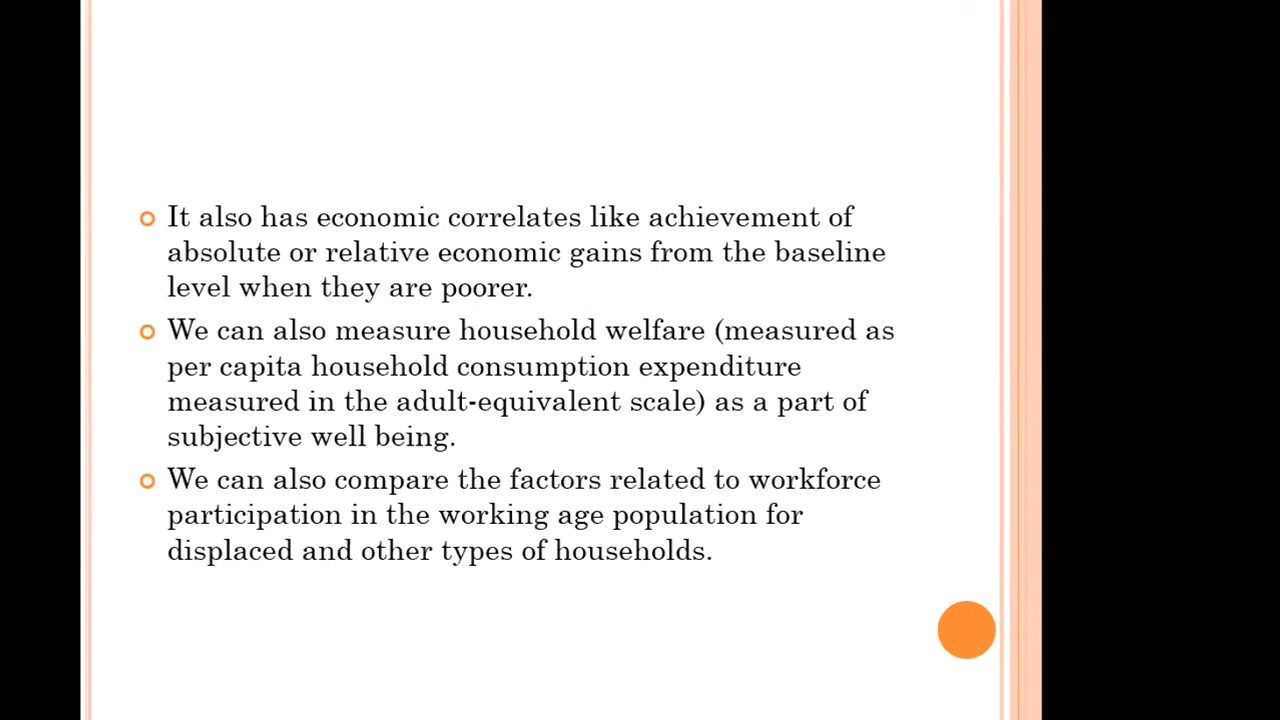 It also has economic correlates like achievement of
absolute or relative economic gains from the baseline
level when they are poorer.
We can also measure household welfare (measured as
per capita household consumption expenditure
measured in the adult-equivalent scale) as a part of
subjective well being.
We can also compare the factors related to workforce
participation in the working age population for
displaced and other types of households.